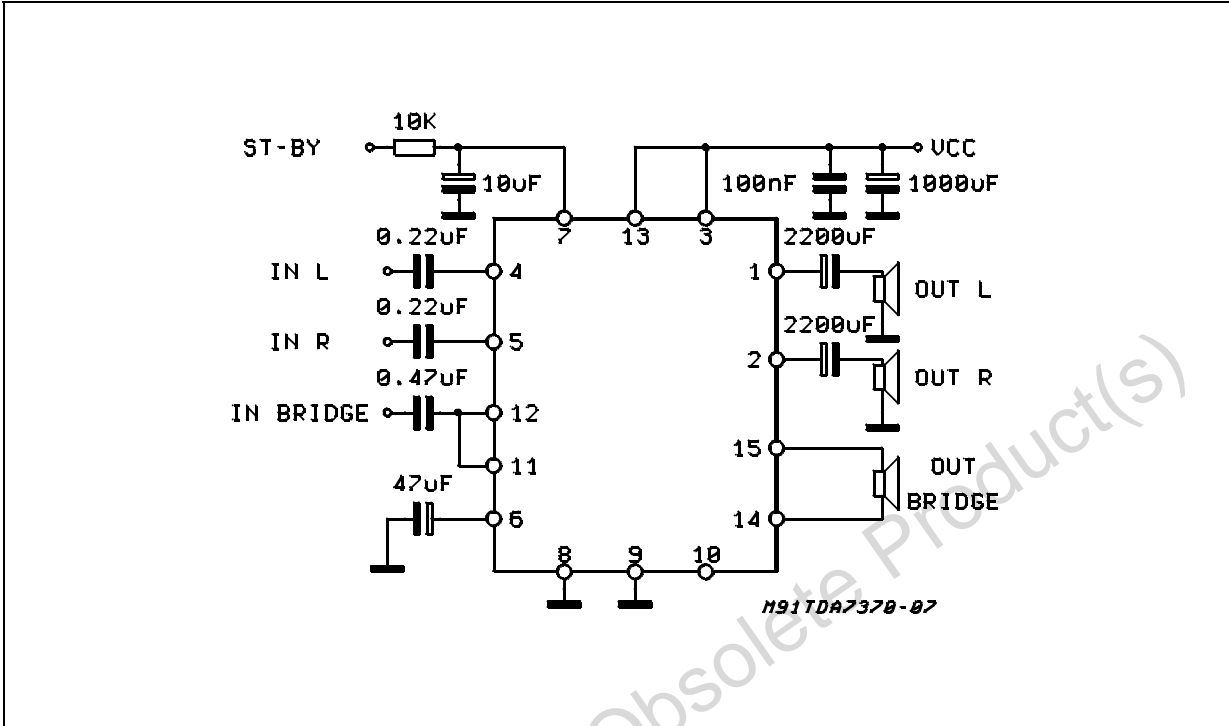 10K
ST-BY
VCC
10uF
100nF
1000uF
7
13
3
0.22uF
2200uF
IN L
4
1
OUT L
0.22uF
2200uF
IN R
5
2
OUT R
0.47uF
IN BRIDGE
12
15
OUT
BRIDGE
11
47uF
6
14
8
9
10
M91TDA7370-07
Obsolete Product(s)